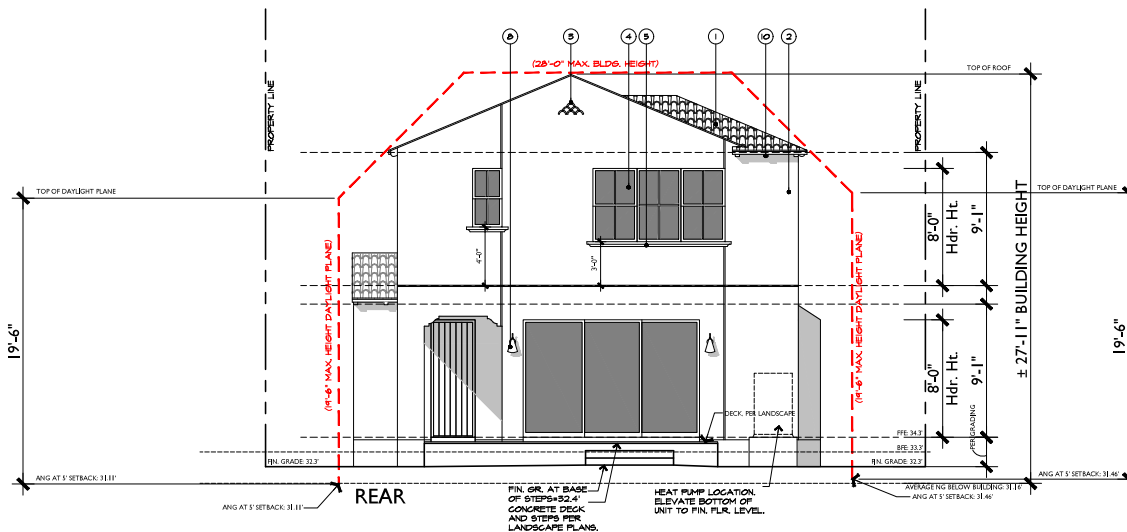 8
3
4
5
1
10
2
(28'-0" MAX. BLDG. HEIGHT)
TOP OF ROOF
PROPERTY LINE
PROPERTY LINE
TOP OF DAYLIGHT PLANE
TOP OF DAYLIGHT PLANE
8'-0"
Hdr. Ht.
9'-1"
4'-0"
3'-0"
(19'-6" MAX. HEIGHT DAYLIGHT PLANE)
(19'-6" MAX. HEIGHT DAYLIGHT PLANE)
19'-6"
8'-0"
Hdr. Ht.
9'-1"
± 27'-11" BUILDING HEIGHT
19'-6"
DECK, PER LANDSCAPE
PER GRADING
FFE: 34.3'
BFE: 33.3'
FIN. GRADE: 32.3'
FIN. GRADE: 32.3'
ANG AT 5' SETBACK: 31.11'
ANG AT 5' SETBACK: 31.46'
AVERAGE NG BELOW BUILDING: 31.16'
ANG AT 5' SETBACK: 31.46'
ANG AT 5' SETBACK: 31.11'
REAR
FIN. GR. AT BASE
OF STEPS=32.4'
CONCRETE DECK
AND STEPS PER
LANDSCAPE PLANS.
HEAT PUMP LOCATION.
ELEVATE BOTTOM OF
UNIT TO FIN. FLR. LEVEL.